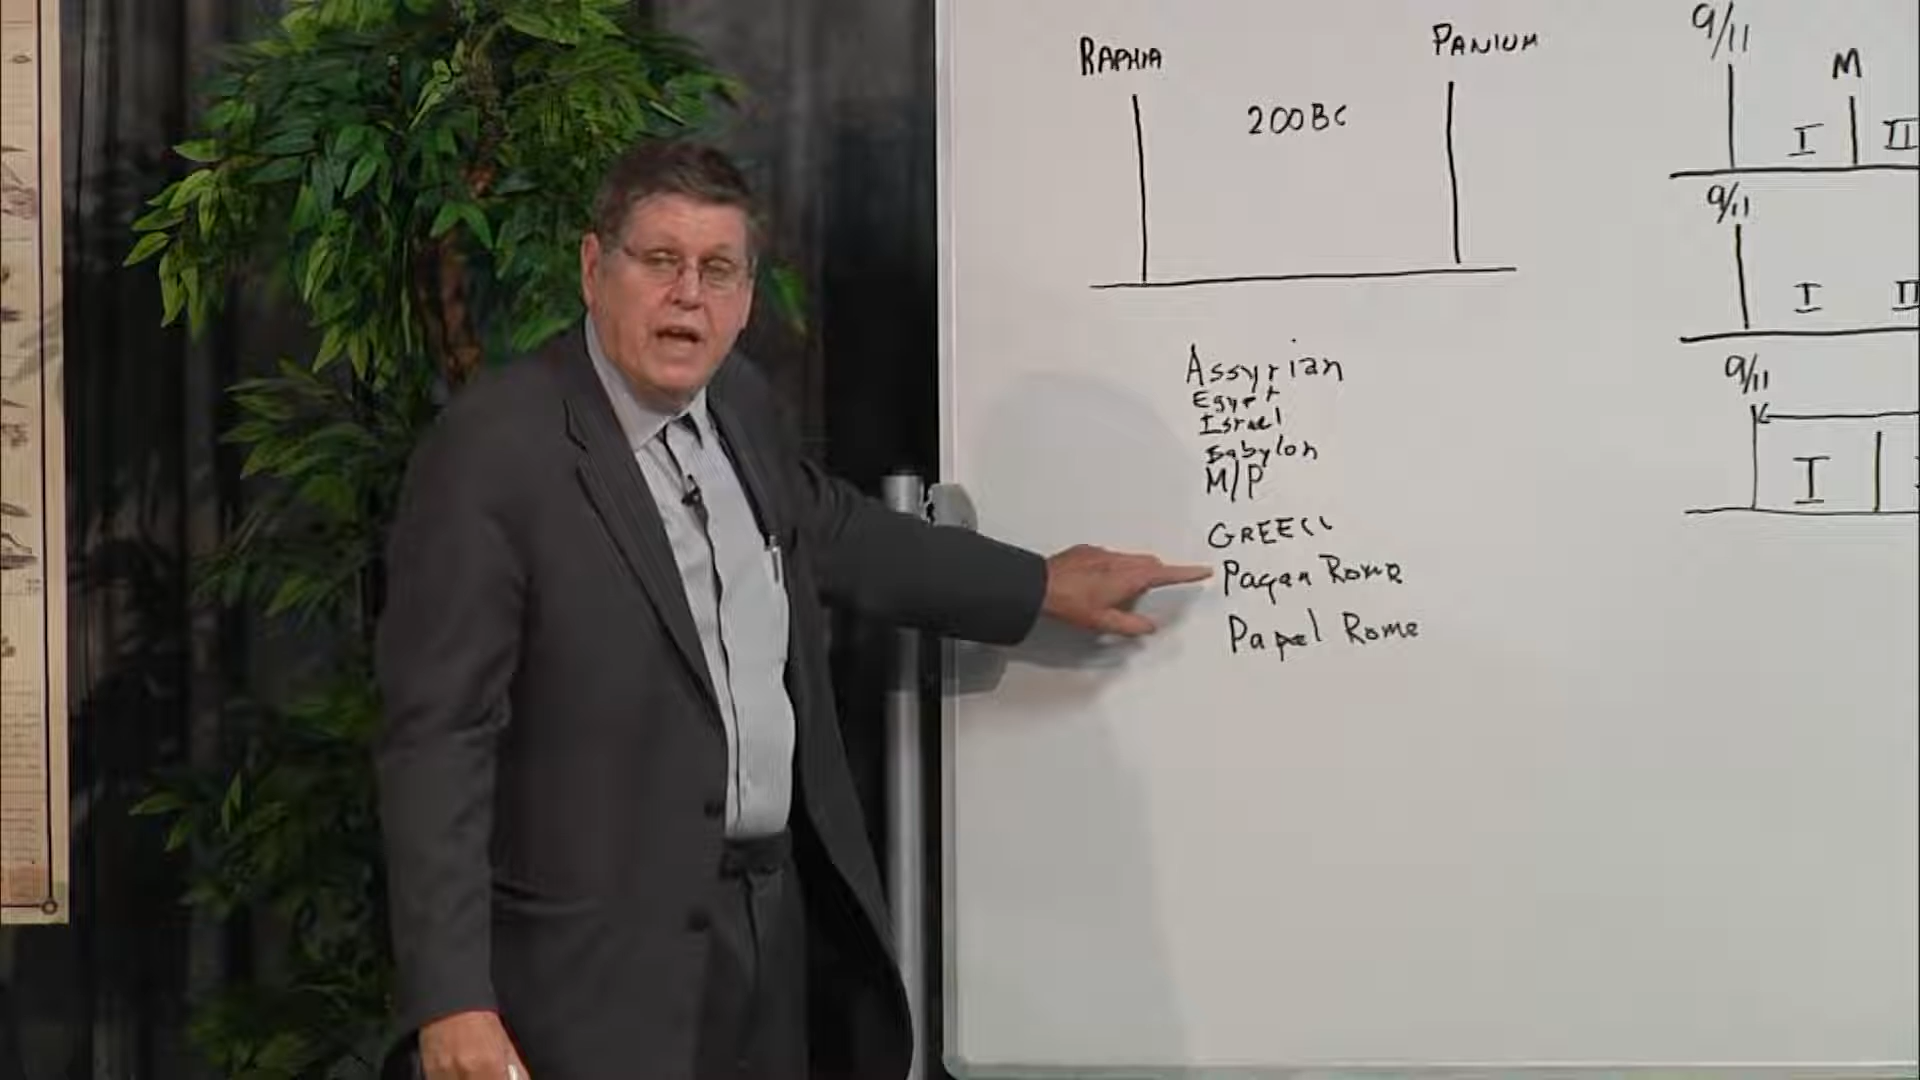 RAPHIA
PANIUM
200BC
Assyrian
Egypt
Israel
Babylon
M/P
GREECE
Pagan Rome
Papel Rome
9/11
M
I
II
9/11
I
II
9/11
I